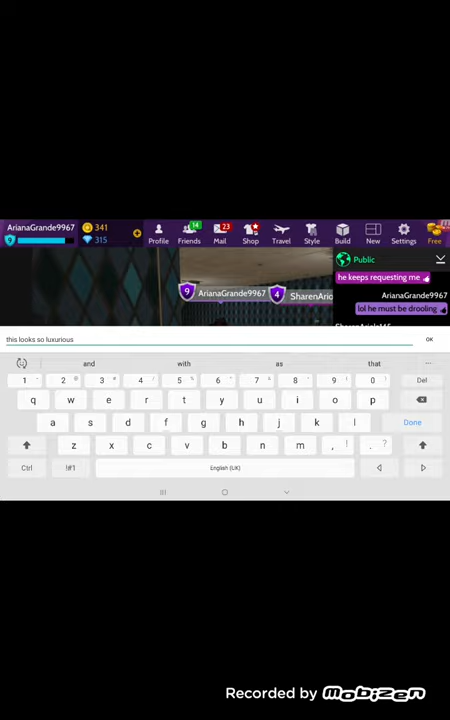 ArianaGrande9967
9
341
315
Profile
Friends
14
Mail
23
Shop
Travel
Style
Build
New
Settings
Free
Public
he keeps requesting me
ArianaGrande9967
lol he must be drooling
9 ArianaGrande9967
4 SharenAric
this looks so luxurious
OK
and with as that ...
1 2 3 4 5 6 7 8 9 0 Del
q w e r t y u i o p
a s d f g h j k l Done
z x c v b n m , ! . ?
Ctrl !#1 English (UK)
Recorded by mobizen